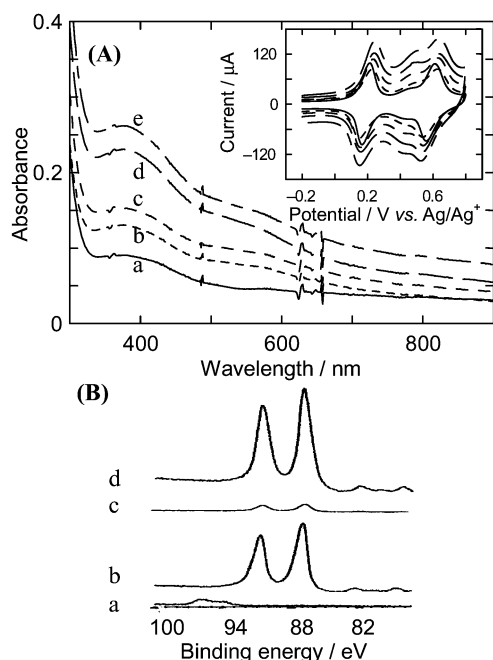 0.4
(A)
120
0
−120
Current / μA
−0.2 0.2 0.6
Potential / V vs. Ag/Ag+
e
d
c
b
a
0.2
0
Absorbance
400 600 800
Wavelength / nm
(B)
d
c
b
a
100 94 88 82
Binding energy / eV